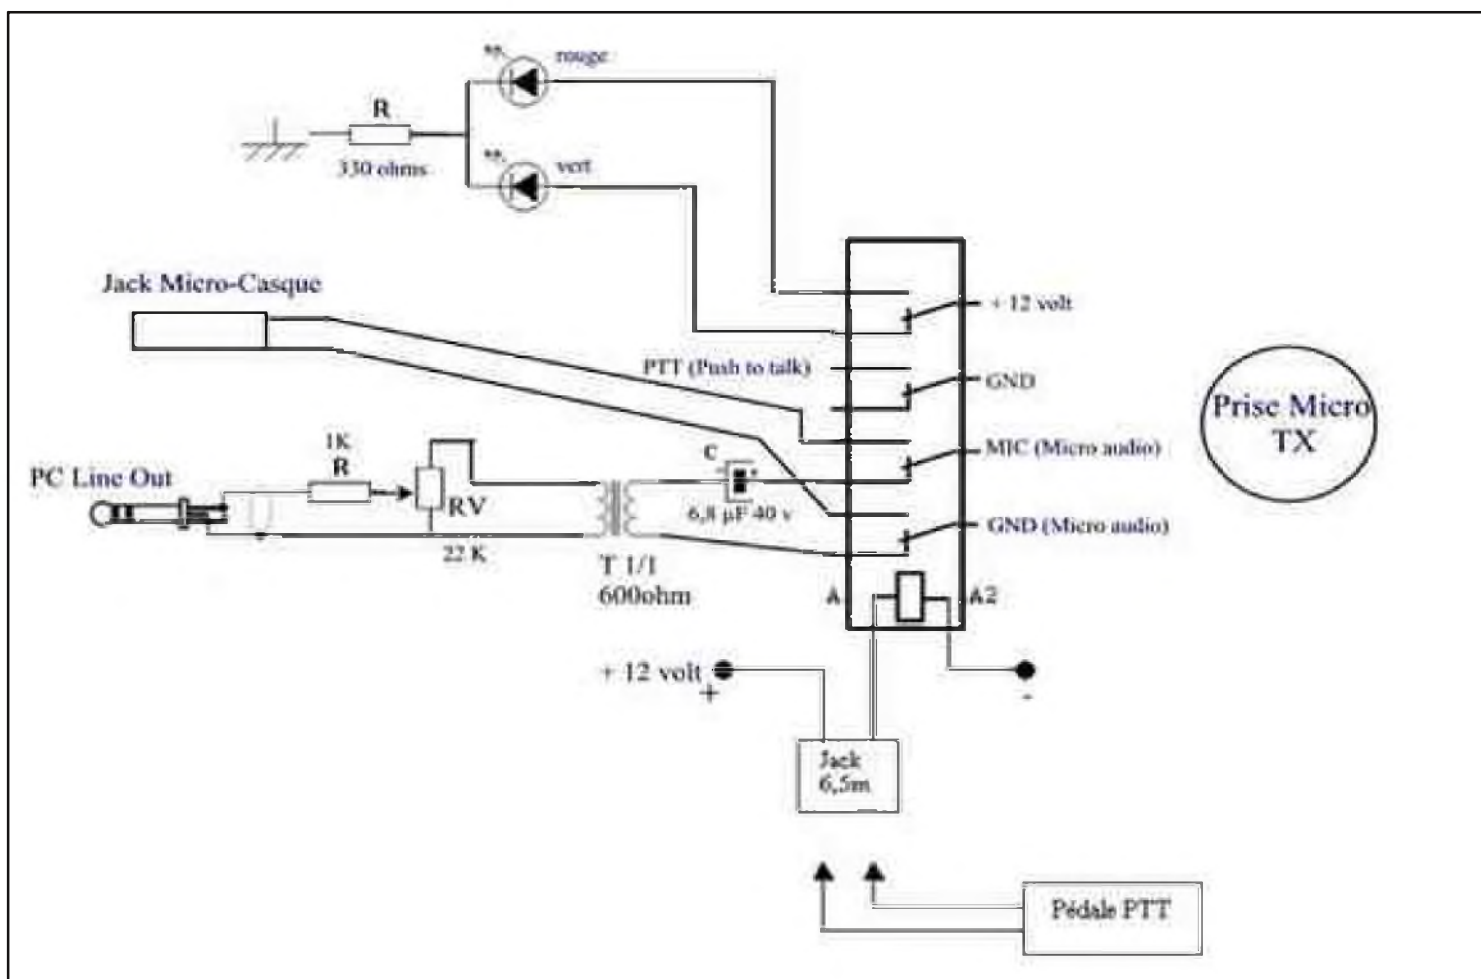 rouge
R
330 ohms
vert
Jack Micro-Casque
+ 12 volt
PTT (Push to talk)
GND
Prise Micro
TX
1K
R
C
MIC (Micro audio)
PC Line Out
RV
- +
6,8 µF 40 v
GND (Micro audio)
22 K
T 1/1
600ohm
A
A2
+ 12 volt
+
-
Jack
6,5m
Pédale PTT